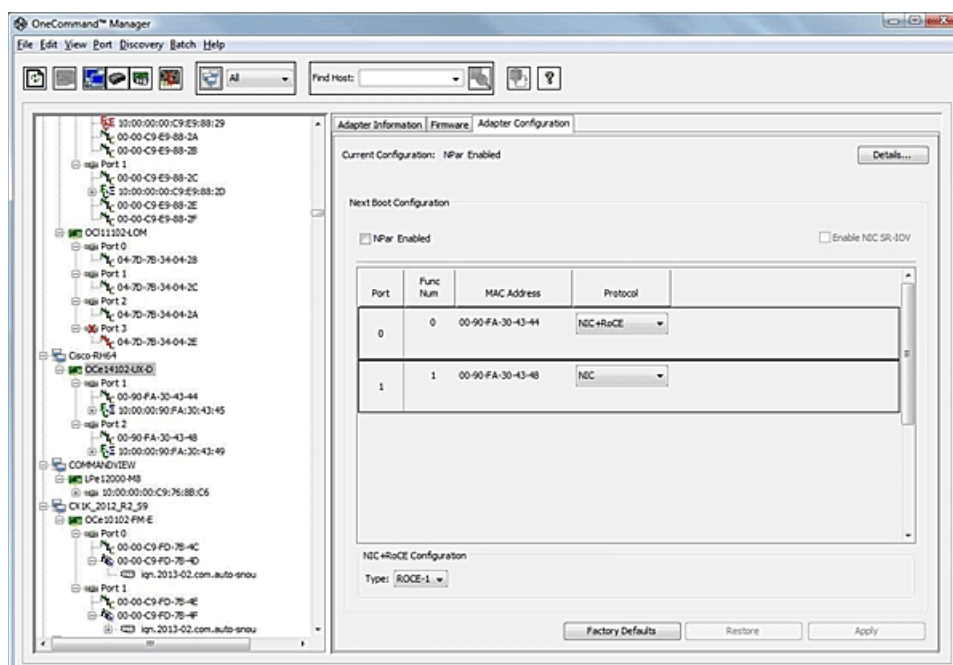 OneCommand™ Manager
File Edit View Port Discovery Batch Help
All
Find Host:
10:00:00:00:C9:E9:88:29
00-00-C9-E9-88-2A
00-00-C9-E9-88-2B
Port 1
00-00-C9-E9-88-2C
10:00:00:00:C9:E9:88:2D
00-00-C9-E9-88-2E
00-00-C9-E9-88-2F
OCl11102-LOM
Port 0
04-7D-7B-34-04-28
Port 1
04-7D-7B-34-04-2C
Port 2
04-7D-7B-34-04-2A
Port 3
04-7D-7B-34-04-2E
Cisco-RH64
OCe14102-UX-D
Port 1
00-90-FA-30-43-44
10:00:00:90:FA:30:43:45
Port 2
00-90-FA-30-43-48
10:00:00:90:FA:30:43:49
COMMANDVIEW
LPe12000-M8
10:00:00:00:C9:76:8B:C6
CX1K_2012_R2_S9
OCe10102-FM-E
Port 0
00-00-C9-FD-7B-4C
00-00-C9-FD-7B-4D
iqn.2013-02.com.auto-snou
Port 1
00-00-C9-FD-7B-4E
00-00-C9-FD-7B-4F
iqn.2013-02.com.auto-snou
Adapter Information Firmware Adapter Configuration
Current Configuration: NPar Enabled
Details...
Next Boot Configuration
NPar Enabled
Enable NIC SR-IOV
Port Func Num MAC Address Protocol
0 0 00-90-FA-30-43-44 NIC+RoCE
1 1 00-90-FA-30-43-48 NIC
NIC+RoCE Configuration
Type: ROCE-1
Factory Defaults Restore Apply